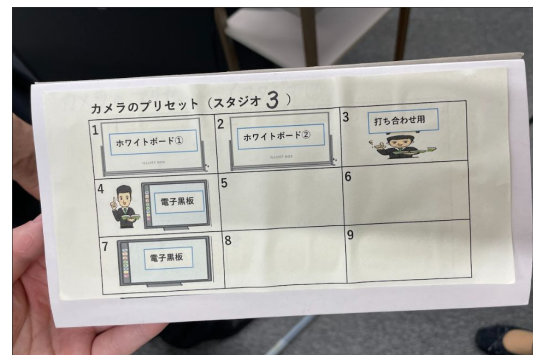 カメラのプリセット（スタジオ 3 ）
1
ホワイトボード①
2
ホワイトボード②
3
打ち合わせ用
4
電子黒板
5
6
7
電子黒板
8
9